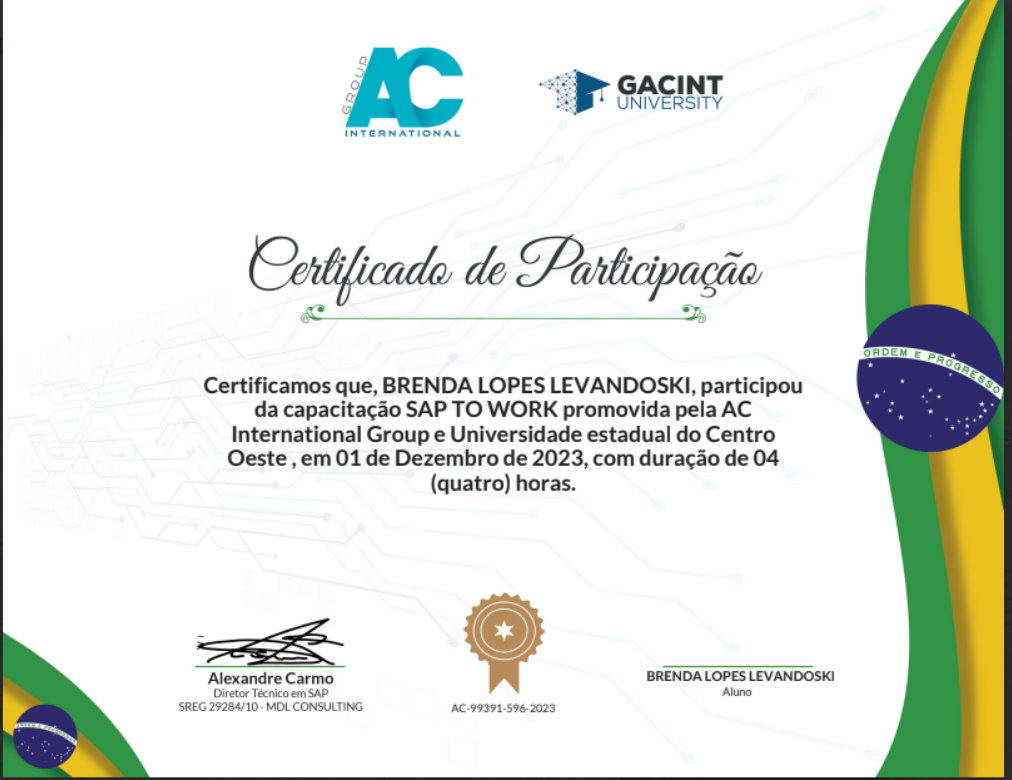 GROUP
AC
INTERNATIONAL
GACINT
UNIVERSITY
Certificado de Participação
ORDEM E PROGRESSO
Certificamos que, BRENDA LOPES LEVANDOSKI, participou
da capacitação SAP TO WORK promovida pela AC
International Group e Universidade estadual do Centro
Oeste , em 01 de Dezembro de 2023, com duração de 04
(quatro) horas.
Alexandre Carmo
Diretor Técnico em SAP
SREG 29284/10 - MDL CONSULTING
AC-99391-596-2023
BRENDA LOPES LEVANDOSKI
Aluno
ORDEM E PROGRESSO